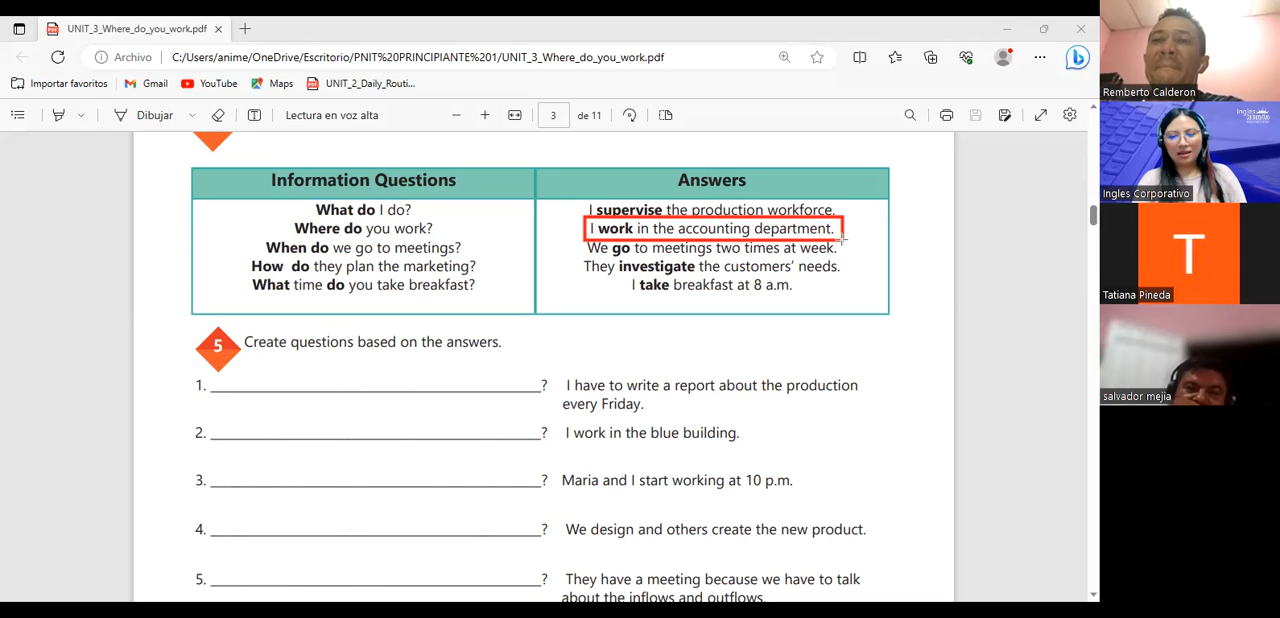 UNIT_3_Where_do_you_work.pdf
Archivo C:/Users/anime/OneDrive/Escritorio/PNIT%20PRINCIPIANTE%201/UNIT_3_Where_do_you_work.pdf
Importar favoritos Gmail YouTube Maps UNIT_2_Daily_Routi...
Dibujar Lectura en voz alta 3 de 11
Information Questions Answers
What do I do? I supervise the production workforce.
Where do you work? I work in the accounting department.
When do we go to meetings? We go to meetings two times at week.
How do they plan the marketing? They investigate the customers' needs.
What time do you take breakfast? I take breakfast at 8 a.m.
5 Create questions based on the answers.
1. ________________? I have to write a report about the production
every Friday.
2. ________________? I work in the blue building.
3. ________________? Maria and I start working at 10 p.m.
4. ________________? We design and others create the new product.
5. ________________? They have a meeting because we have to talk
about the inflows and outflows.
Remberto Calderon
Ingles Corporativo
T
Tatiana Pineda
salvador mejia